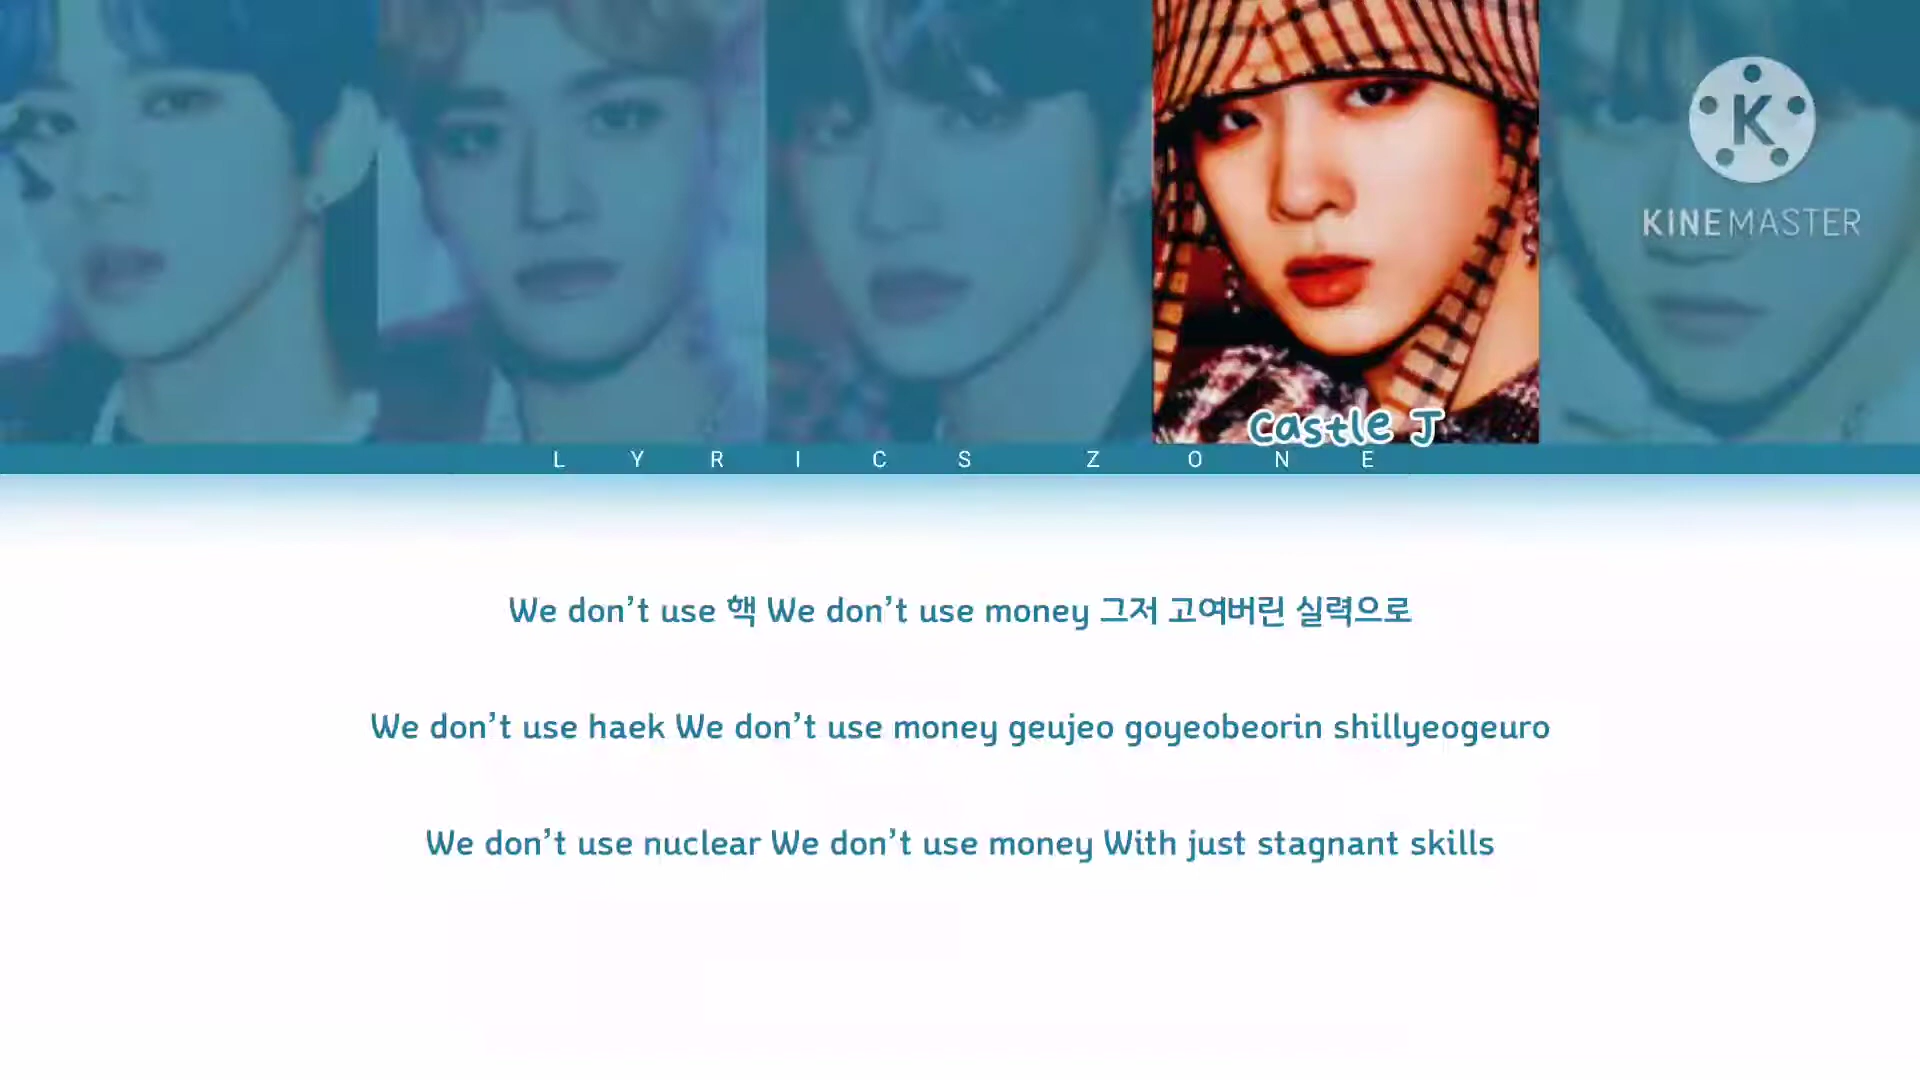 K
KINEMASTER
Castle J
LYRICS ZONE
We don’t use 핵 We don’t use money 그저 고여버린 실력으로
We don’t use haek We don’t use money geujeo goyeobeorin shillyeogeuro
We don’t use nuclear We don’t use money With just stagnant skills